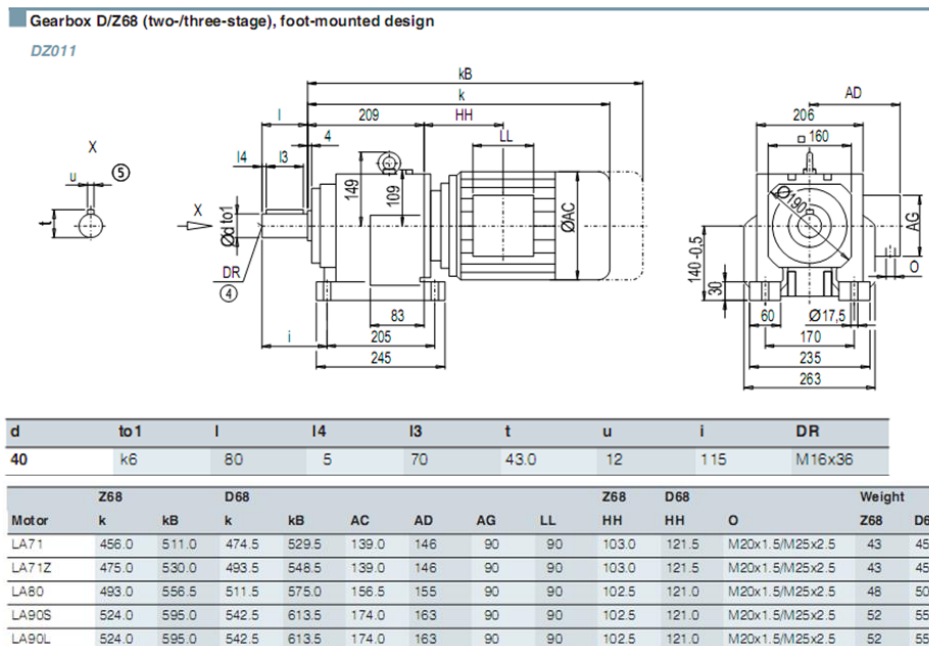 Gearbox D/Z68 (two-/three-stage), foot-mounted design
DZ011
kB
k
AD
l 209 HH 206
X 4 LL □ 160
u ⑤ l4 l3
149 109
t X Ød to1 ØAC Ø190 AG
140 -0.5
DR
④ 30 O
83 60 Ø17,5
i 205 170
245 235
263
d to1 l l4 l3 t u i DR
40 k6 80 5 70 43.0 12 115 M16x36
Z68 D68 Z68 D68 Weight
Motor k kB k kB AC AD AG LL HH HH O Z68 D6
LA71 456.0 511.0 474.5 529.5 139.0 146 90 90 103.0 121.5 M20x1.5/M25x2.5 43 45
LA71Z 475.0 530.0 493.5 548.5 139.0 146 90 90 103.0 121.5 M20x1.5/M25x2.5 43 45
LA80 493.0 556.5 511.5 575.0 156.5 155 90 90 102.5 121.0 M20x1.5/M25x2.5 48 50
LA90S 524.0 595.0 542.5 613.5 174.0 163 90 90 102.5 121.0 M20x1.5/M25x2.5 52 55
LA90L 524.0 595.0 542.5 613.5 174.0 163 90 90 102.5 121.0 M20x1.5/M25x2.5 52 55